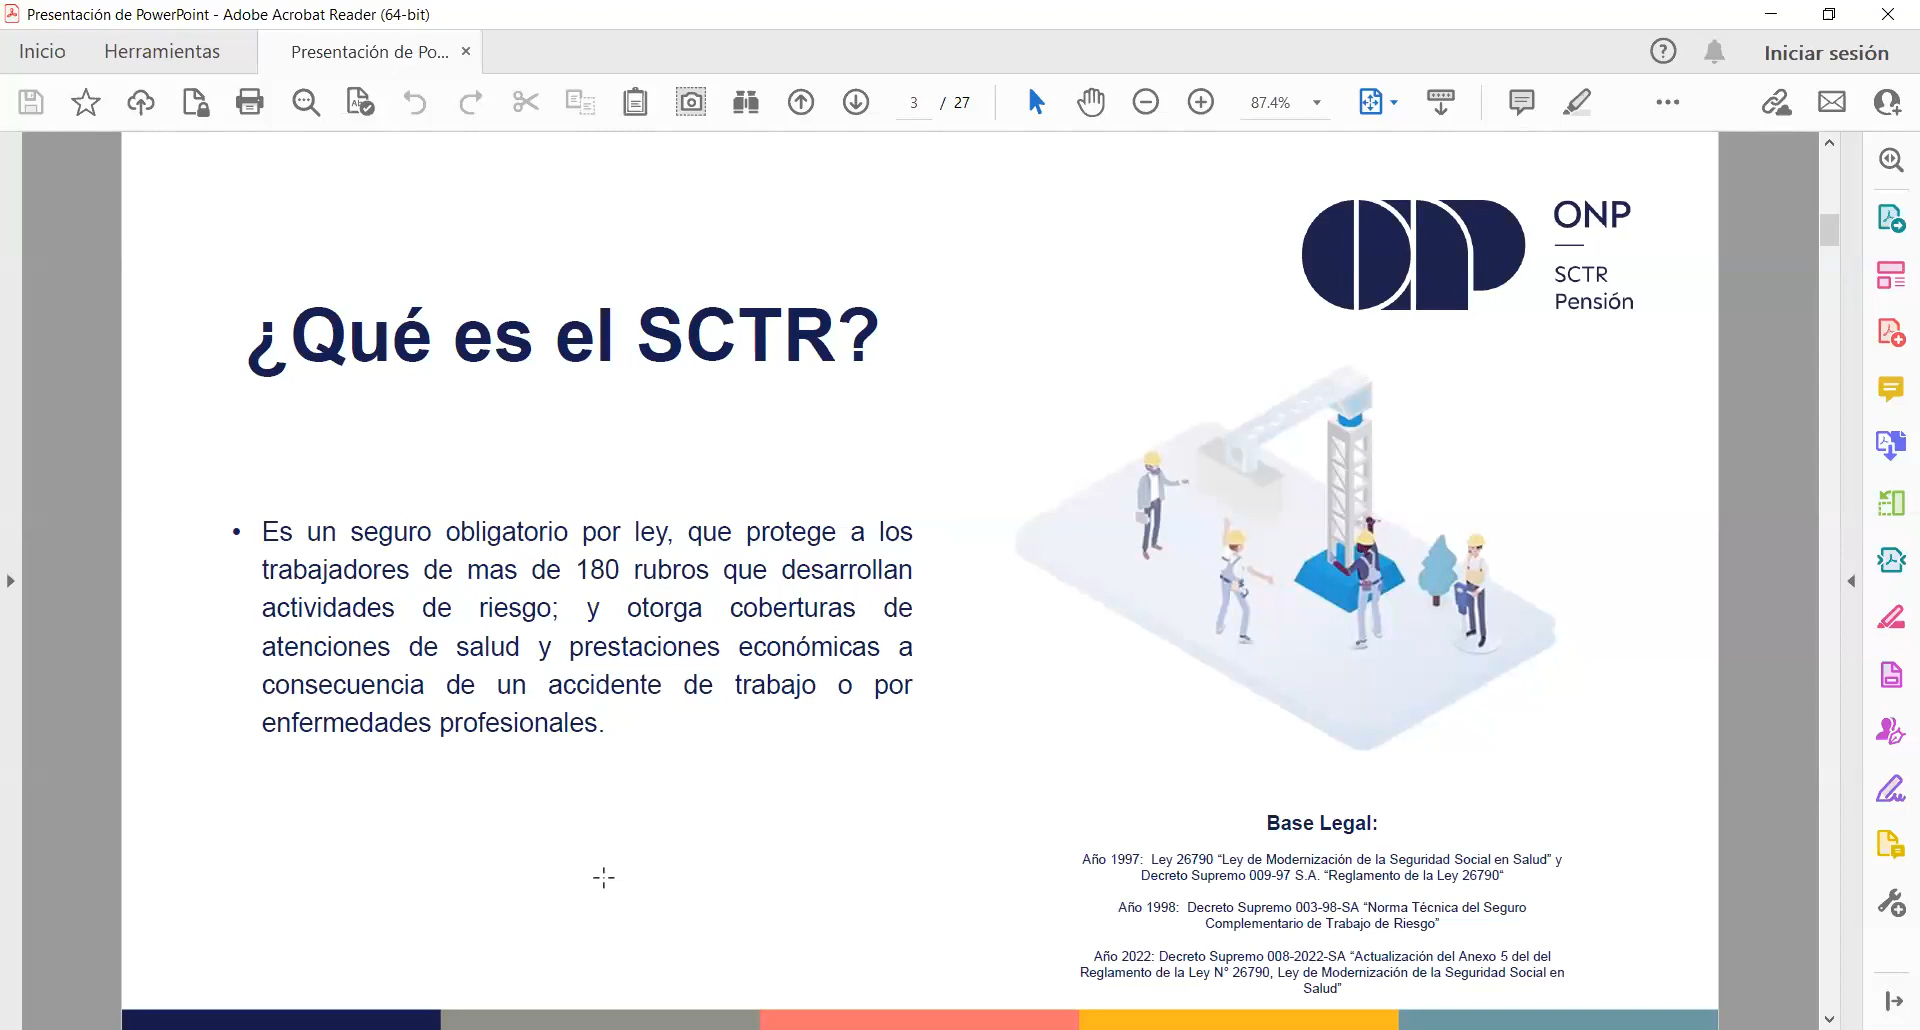 Presentación de PowerPoint - Adobe Acrobat Reader (64-bit)
Inicio
Herramientas
Presentación de Po...
Iniciar sesión
3 / 27
87.4%
ONP
SCTR
Pensión
¿Qué es el SCTR?
• Es un seguro obligatorio por ley, que protege a los
trabajadores de mas de 180 rubros que desarrollan
actividades de riesgo; y otorga coberturas de
atenciones de salud y prestaciones económicas a
consecuencia de un accidente de trabajo o por
enfermedades profesionales.
Base Legal:
Año 1997: Ley 26790 “Ley de Modernización de la Seguridad Social en Salud” y
Decreto Supremo 009-97 S.A. “Reglamento de la Ley 26790“
Año 1998: Decreto Supremo 003-98-SA “Norma Técnica del Seguro
Complementario de Trabajo de Riesgo”
Año 2022: Decreto Supremo 008-2022-SA “Actualización del Anexo 5 del del
Reglamento de la Ley N° 26790, Ley de Modernización de la Seguridad Social en
Salud”